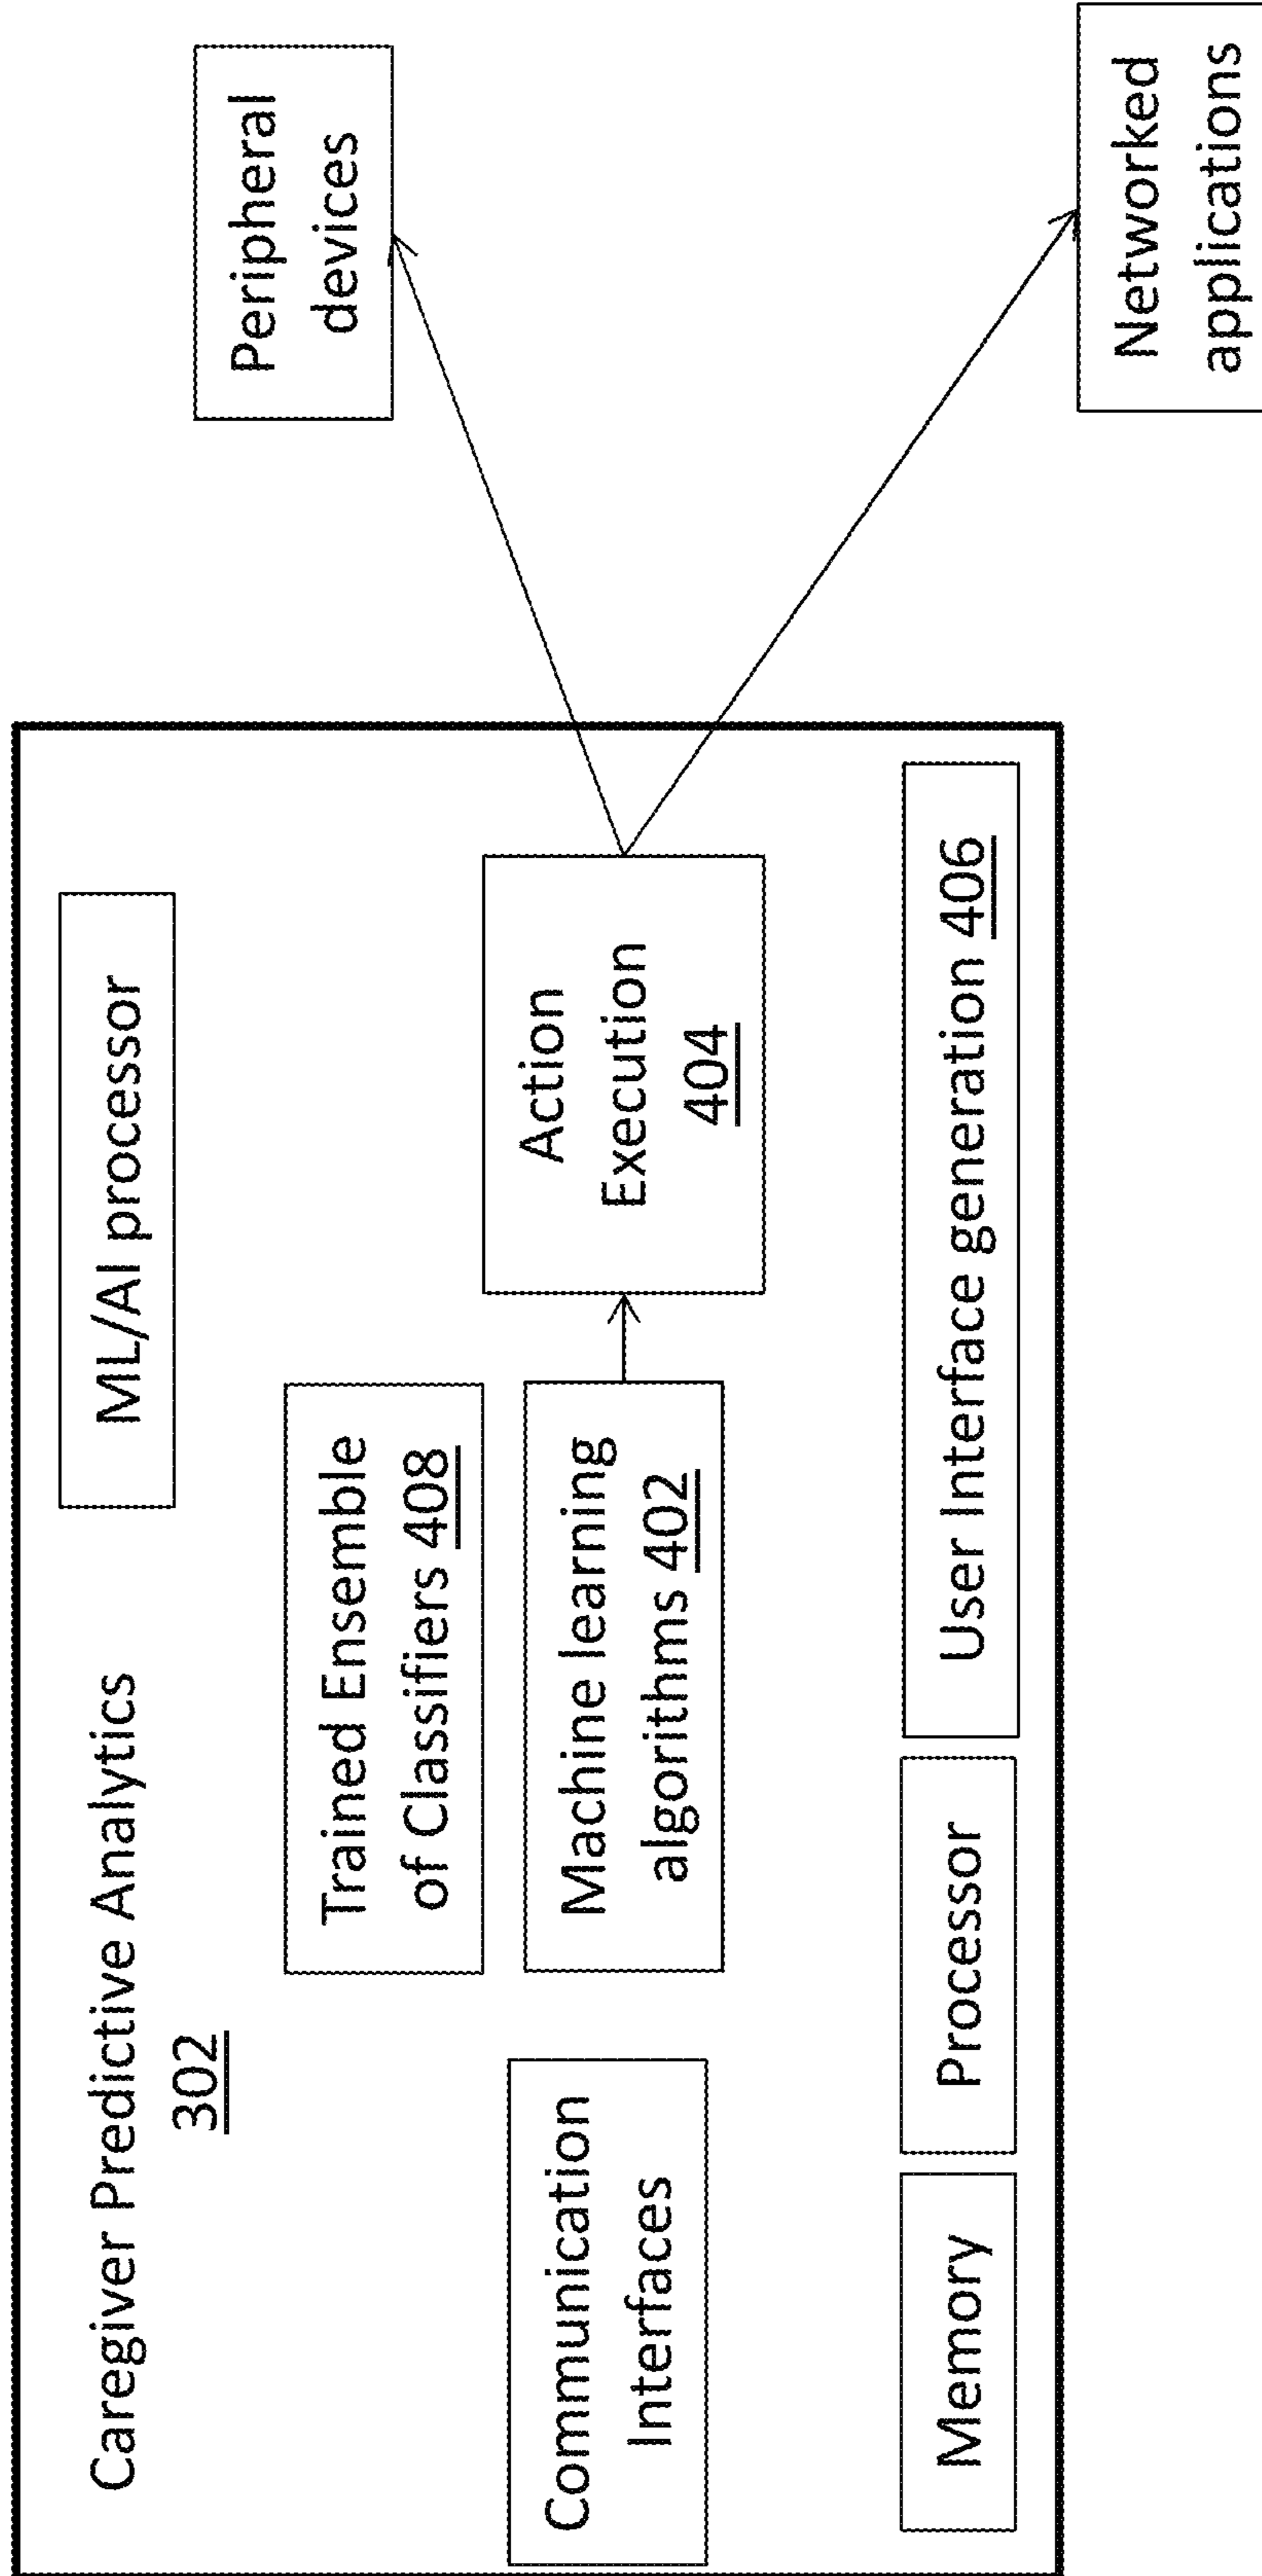 Caregiver Predictive Analytics
302
ML/AI processor
Trained Ensemble
of Classifiers 408
Communication
Interfaces
Machine learning
algorithms 402
Action
Execution
404
Memory
Processor
User Interface generation 406
Peripheral
devices
Networked
applications